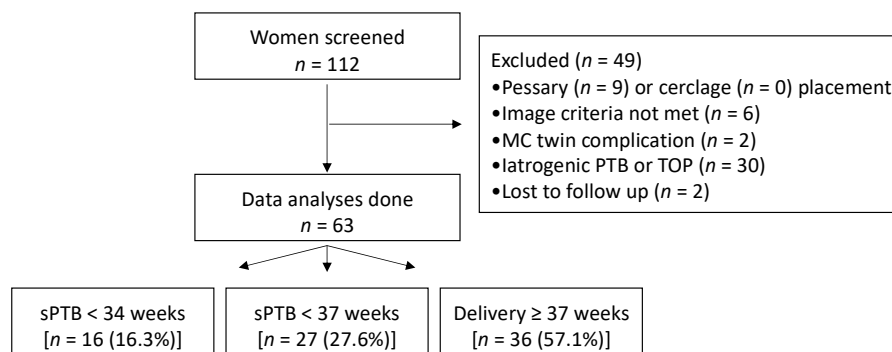 Women screened
n = 112
Excluded (n = 49)
•Pessary (n = 9) or cerclage (n = 0) placement
•Image criteria not met (n = 6)
•MC twin complication (n = 2)
•Iatrogenic PTB or TOP (n = 30)
•Lost to follow up (n = 2)
Data analyses done
n = 63
sPTB < 34 weeks
[n = 16 (16.3%)]
sPTB < 37 weeks
[n = 27 (27.6%)]
Delivery ≥ 37 weeks
[n = 36 (57.1%)]